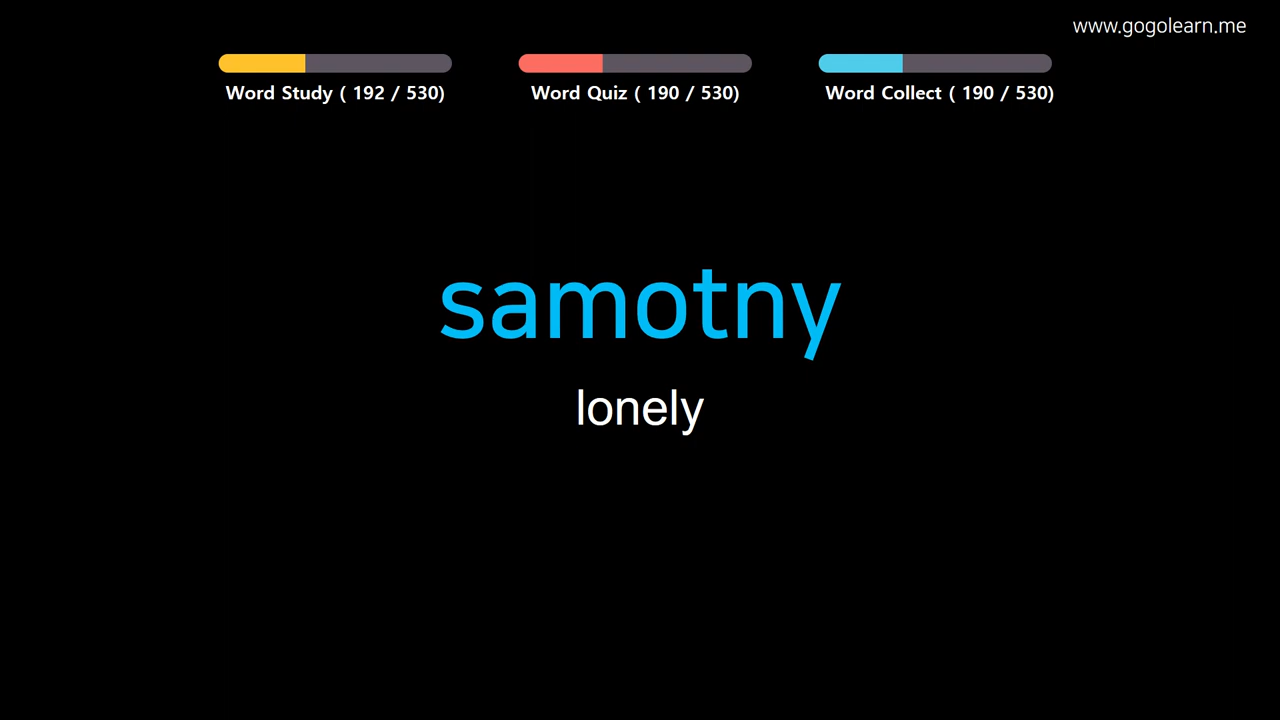 www.gogolearn.me
Word Study ( 192 / 530)
Word Quiz ( 190 / 530)
Word Collect ( 190 / 530)
samotny
lonely